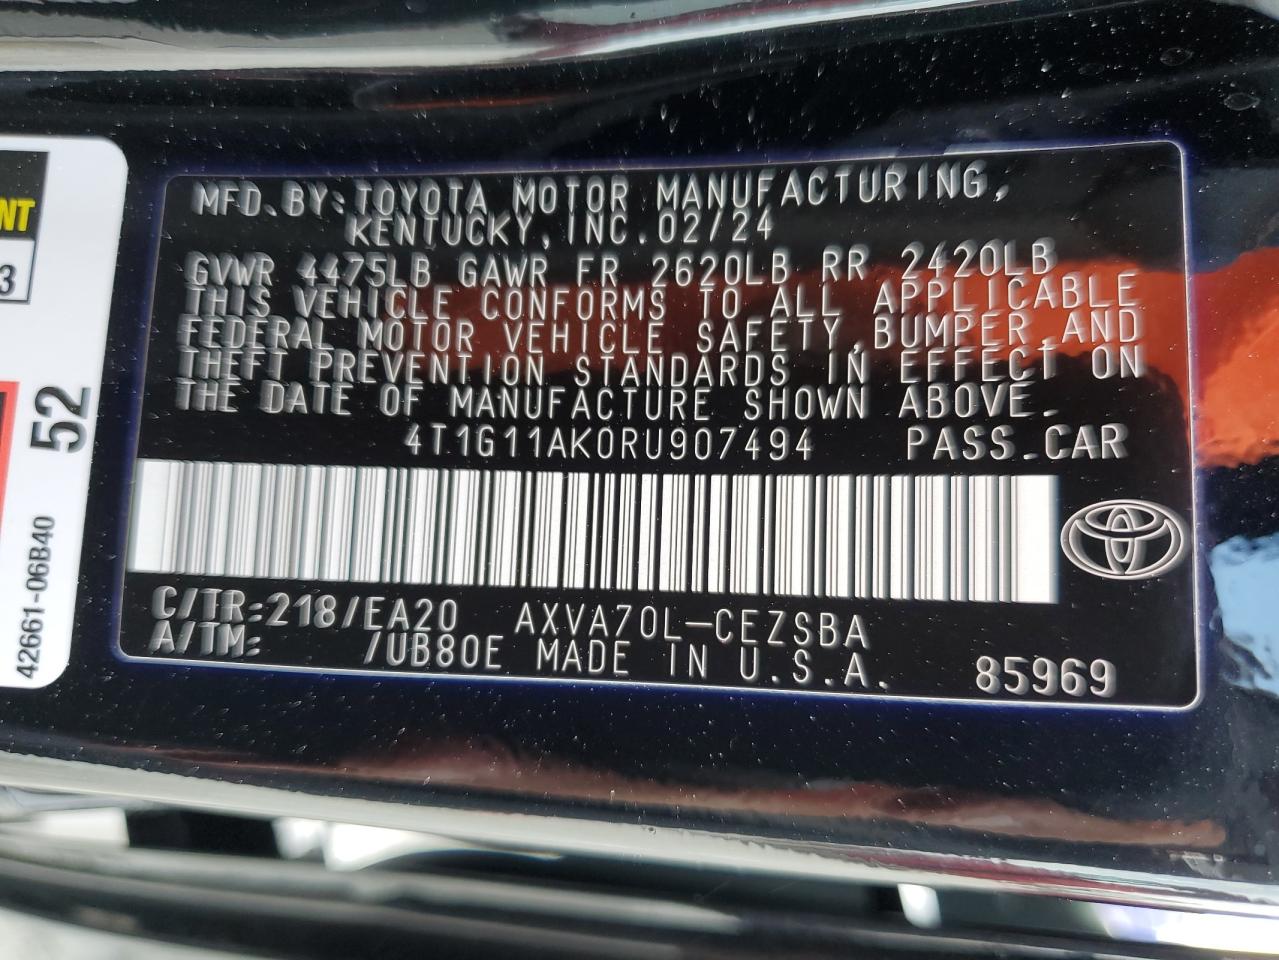 MFD.BY:TOYOTA MOTOR MANUFACTURING,
KENTUCKY,INC.02/24
GVWR 4475LB GAWR FR 2620LB RR 2420LB
THIS VEHICLE CONFORMS TO ALL APPLICABLE
FEDERAL MOTOR VEHICLE SAFETY,BUMPER,AND
THEFT PREVENTION STANDARDS IN EFFECT ON
THE DATE OF MANUFACTURE SHOWN ABOVE.
4T1G11AK0RU907494 PASS.CAR
C/TR:218/EA20 AXVA70L-CEZSBA
A/TM: /UB80E MADE IN U.S.A. 85969
NT
3
52
42661-06B40